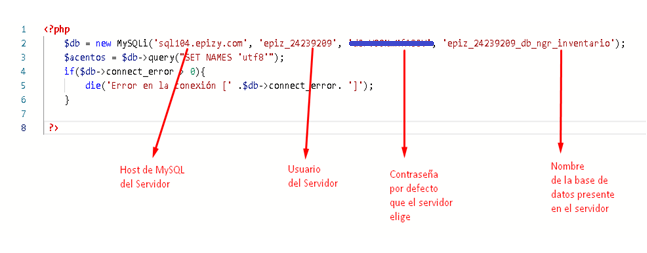 1 <?php
2 $db = new MySQLi('sql104.epizy.com', 'epiz_24239209', 'epiz_24239209_db_ngr_inventario');
3 $acentos = $db->query("SET NAMES 'utf8'");
4 if($db->connect_error > 0){
5 die('Error en la conexión [' .$db->connect_error. ']');
6 }
7
8 ?>
Host de MySQL
del Servidor
Usuario
del Servidor
Contraseña
por defecto
que el servidor
elige
Nombre
de la base de
datos presente
en el servidor